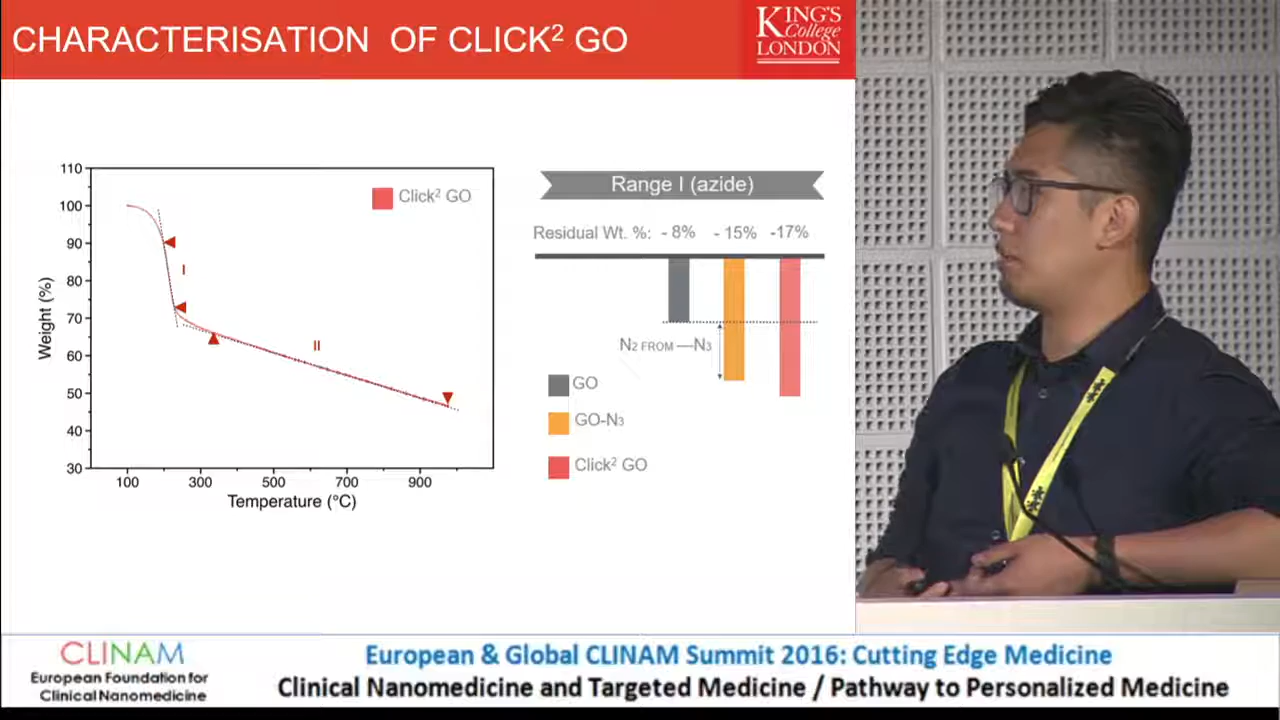 CHARACTERISATION OF CLICK² GO
KING'S
College
LONDON
110
100
90
80
70
60
50
40
30
Weight (%)
100
300
500
700
900
Temperature (°C)
Click² GO
I
II
Range I (azide)
Residual Wt. %: - 8% - 15% -17%
N₂ FROM —N₃
GO
GO-N₃
Click² GO
CLINAM
European Foundation for
Clinical Nanomedicine
European & Global CLINAM Summit 2016: Cutting Edge Medicine
Clinical Nanomedicine and Targeted Medicine / Pathway to Personalized Medicine